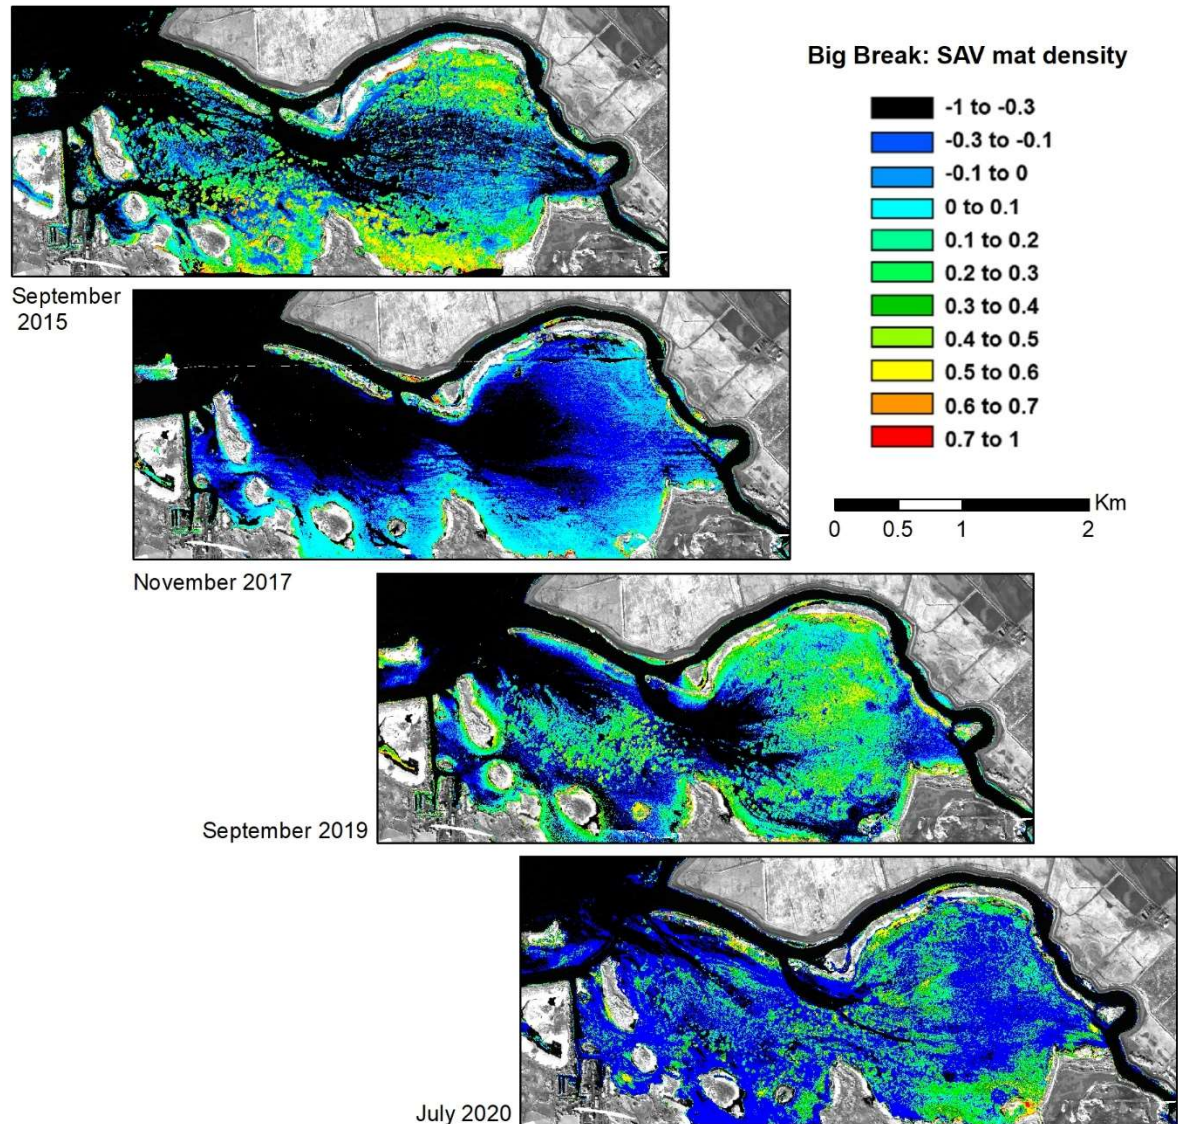 Big Break: SAV mat density
-1 to -0.3
-0.3 to -0.1
-0.1 to 0
0 to 0.1
0.1 to 0.2
0.2 to 0.3
0.3 to 0.4
0.4 to 0.5
0.5 to 0.6
0.6 to 0.7
0.7 to 1
Km
0 0.5 1 2
September
2015
November 2017
September 2019
July 2020